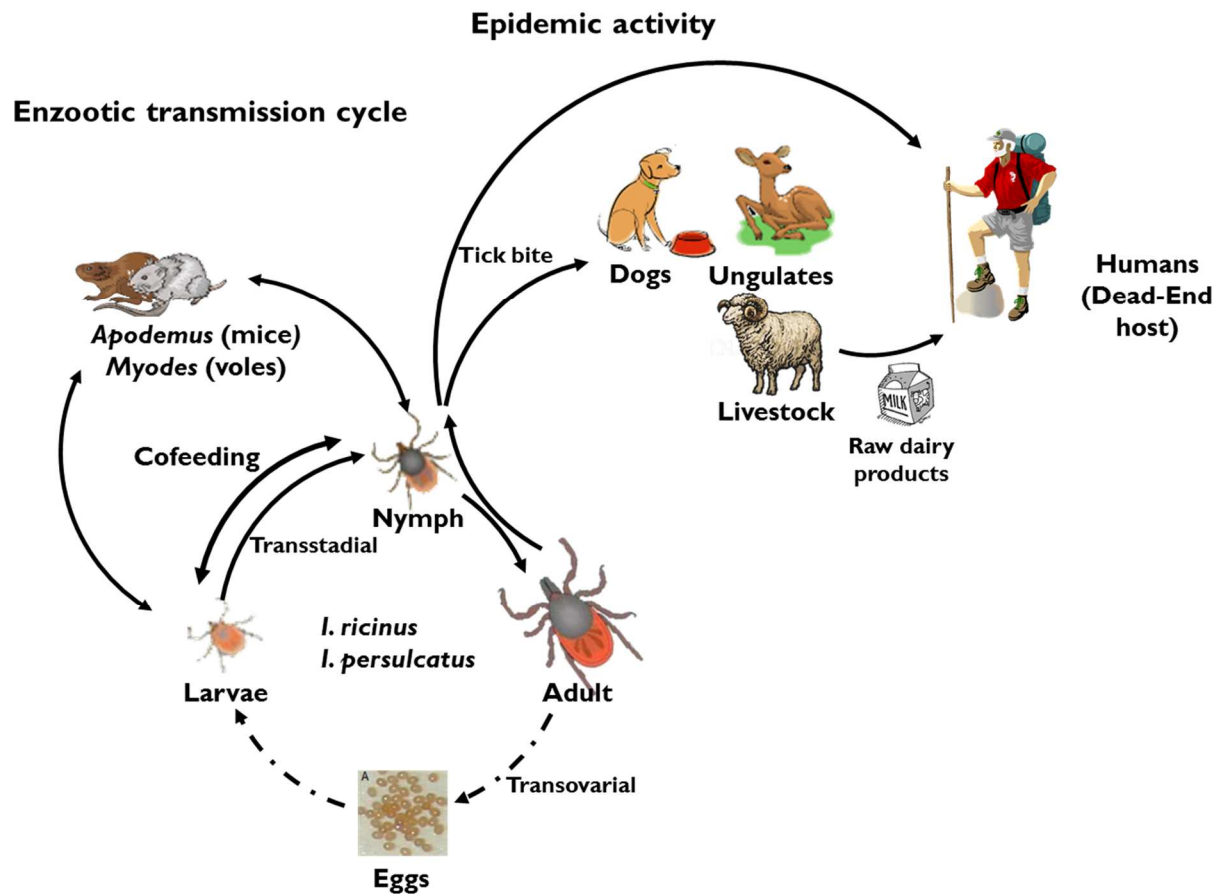 Epidemic activity
Enzootic transmission cycle
Tick bite
Dogs
Ungulates
Humans
(Dead-End
host)
Apodemus (mice)
Myodes (voles)
Livestock
MILK
Raw dairy
products
Cofeeding
Nymph
Transstadial
I. ricinus
I. persulcatus
Larvae
Adult
A
Transovarial
Eggs